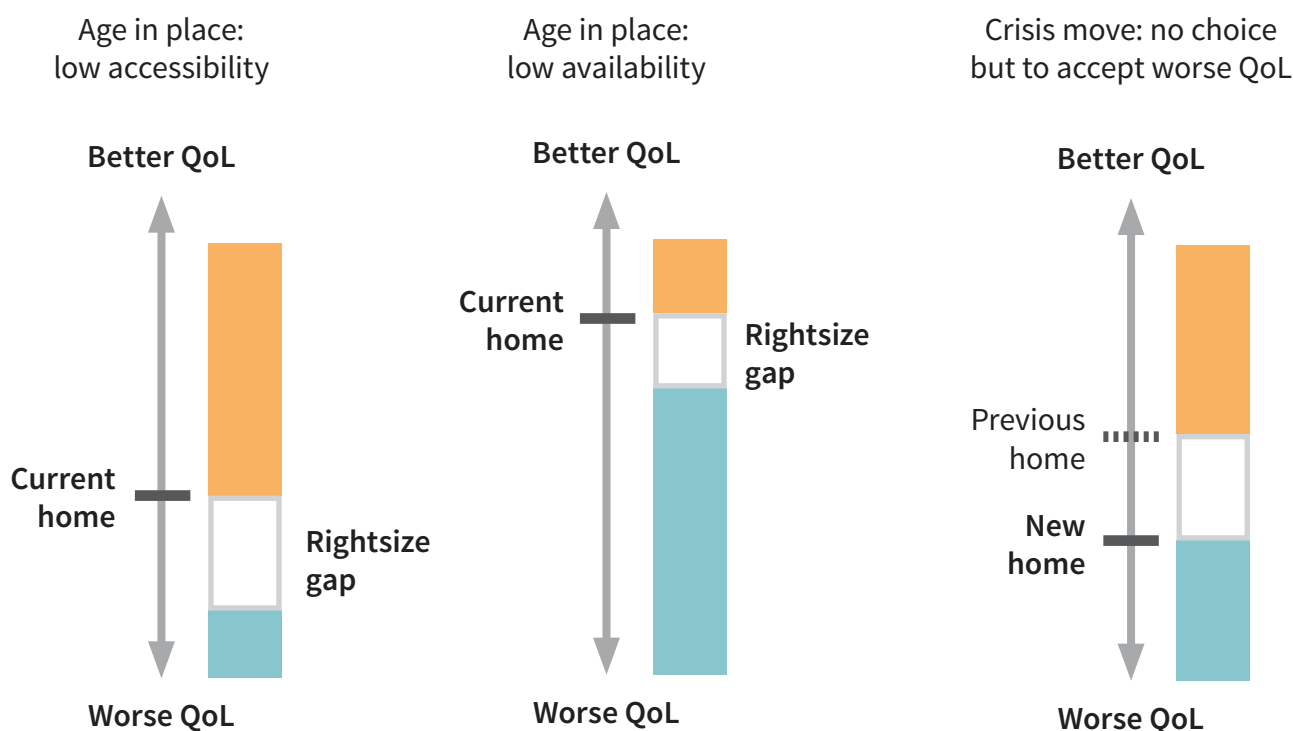 Age in place:
low accessibility
Better QoL
Current
home
Rightsize
gap
Worse QoL
Age in place:
low availability
Better QoL
Current
home
Rightsize
gap
Worse QoL
Crisis move: no choice
but to accept worse QoL
Better QoL
Previous
home
New
home
Worse QoL